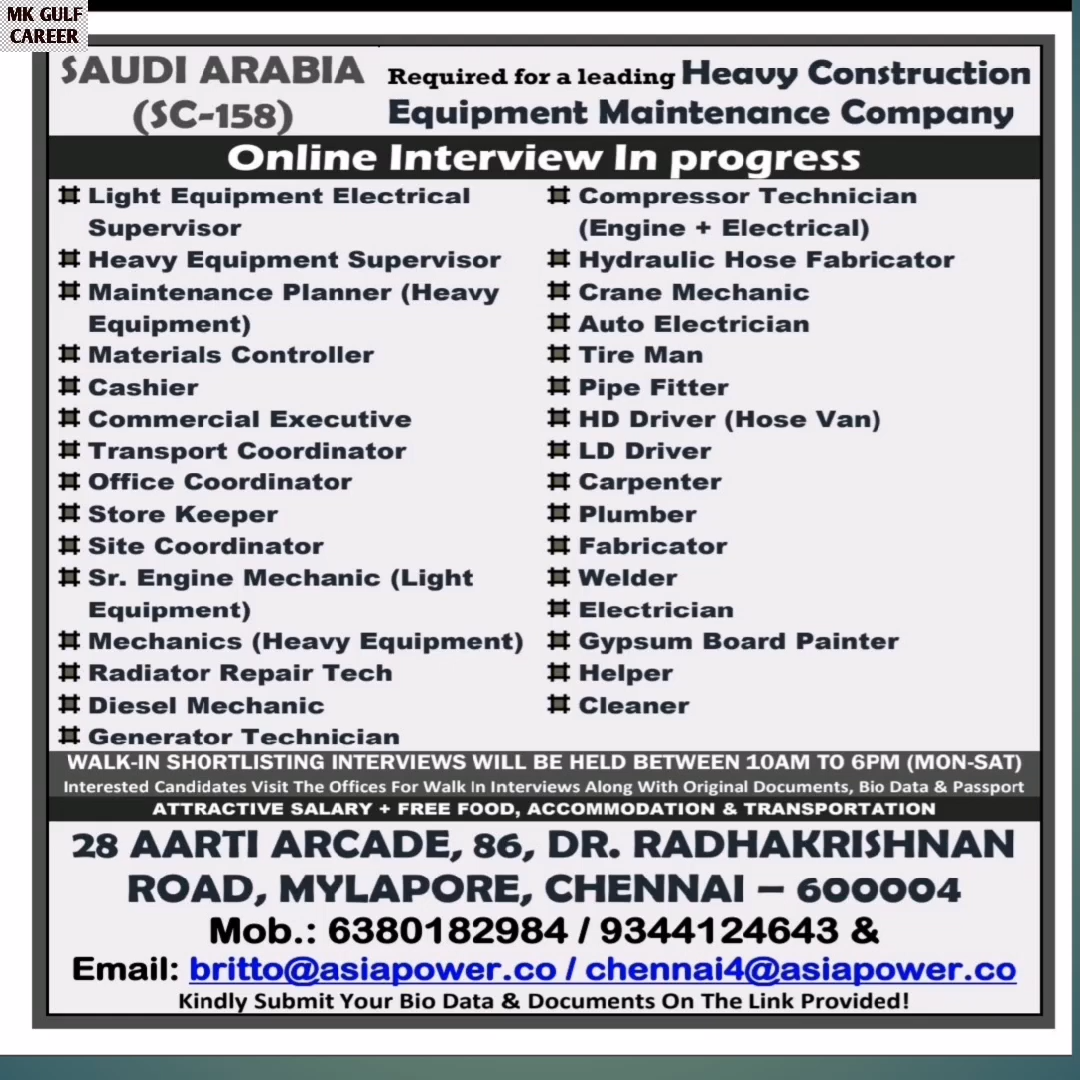 MK GULF
CAREER
SAUDI ARABIA
(SC-158)
Required for a leading Heavy Construction
Equipment Maintenance Company
Online Interview In progress
Light Equipment Electrical
Supervisor
Heavy Equipment Supervisor
Maintenance Planner (Heavy
Equipment)
Materials Controller
Cashier
Commercial Executive
Transport Coordinator
Office Coordinator
Store Keeper
Site Coordinator
Sr. Engine Mechanic (Light
Equipment)
Mechanics (Heavy Equipment)
Radiator Repair Tech
Diesel Mechanic
Generator Technician
Compressor Technician
(Engine + Electrical)
Hydraulic Hose Fabricator
Crane Mechanic
Auto Electrician
Tire Man
Pipe Fitter
HD Driver (Hose Van)
LD Driver
Carpenter
Plumber
Fabricator
Welder
Electrician
Gypsum Board Painter
Helper
Cleaner
WALK-IN SHORTLISTING INTERVIEWS WILL BE HELD BETWEEN 10AM TO 6PM (MON-SAT)
Interested Candidates Visit The Offices For Walk In Interviews Along With Original Documents, Bio Data & Passport
ATTRACTIVE SALARY + FREE FOOD, ACCOMMODATION & TRANSPORTATION
28 AARTI ARCADE, 86, DR. RADHAKRISHNAN
ROAD, MYLAPORE, CHENNAI – 600004
Mob.: 6380182984 / 9344124643 &
Email: britto@asiapower.co / chennai4@asiapower.co
Kindly Submit Your Bio Data & Documents On The Link Provided!